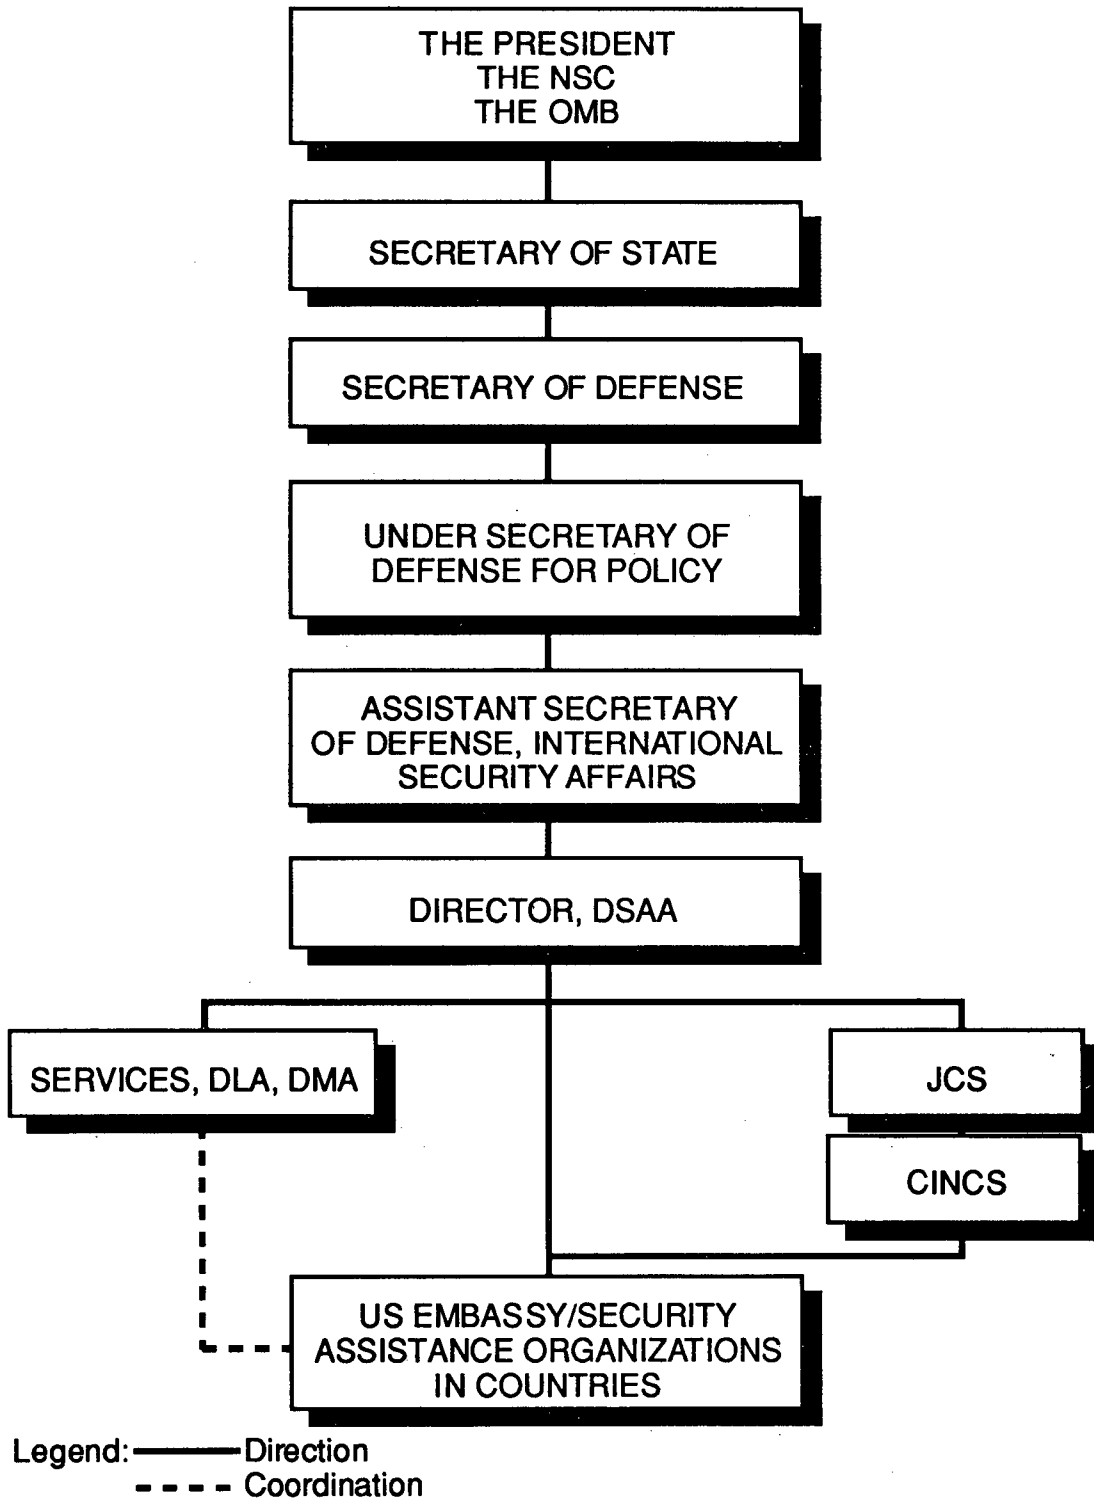 THE PRESIDENT
THE NSC
THE OMB
SECRETARY OF STATE
SECRETARY OF DEFENSE
UNDER SECRETARY OF
DEFENSE FOR POLICY
ASSISTANT SECRETARY
OF DEFENSE, INTERNATIONAL
SECURITY AFFAIRS
DIRECTOR, DSAA
SERVICES, DLA, DMA
JCS
CINCS
US EMBASSY/SECURITY
ASSISTANCE ORGANIZATIONS
IN COUNTRIES
Legend: Direction
Coordination